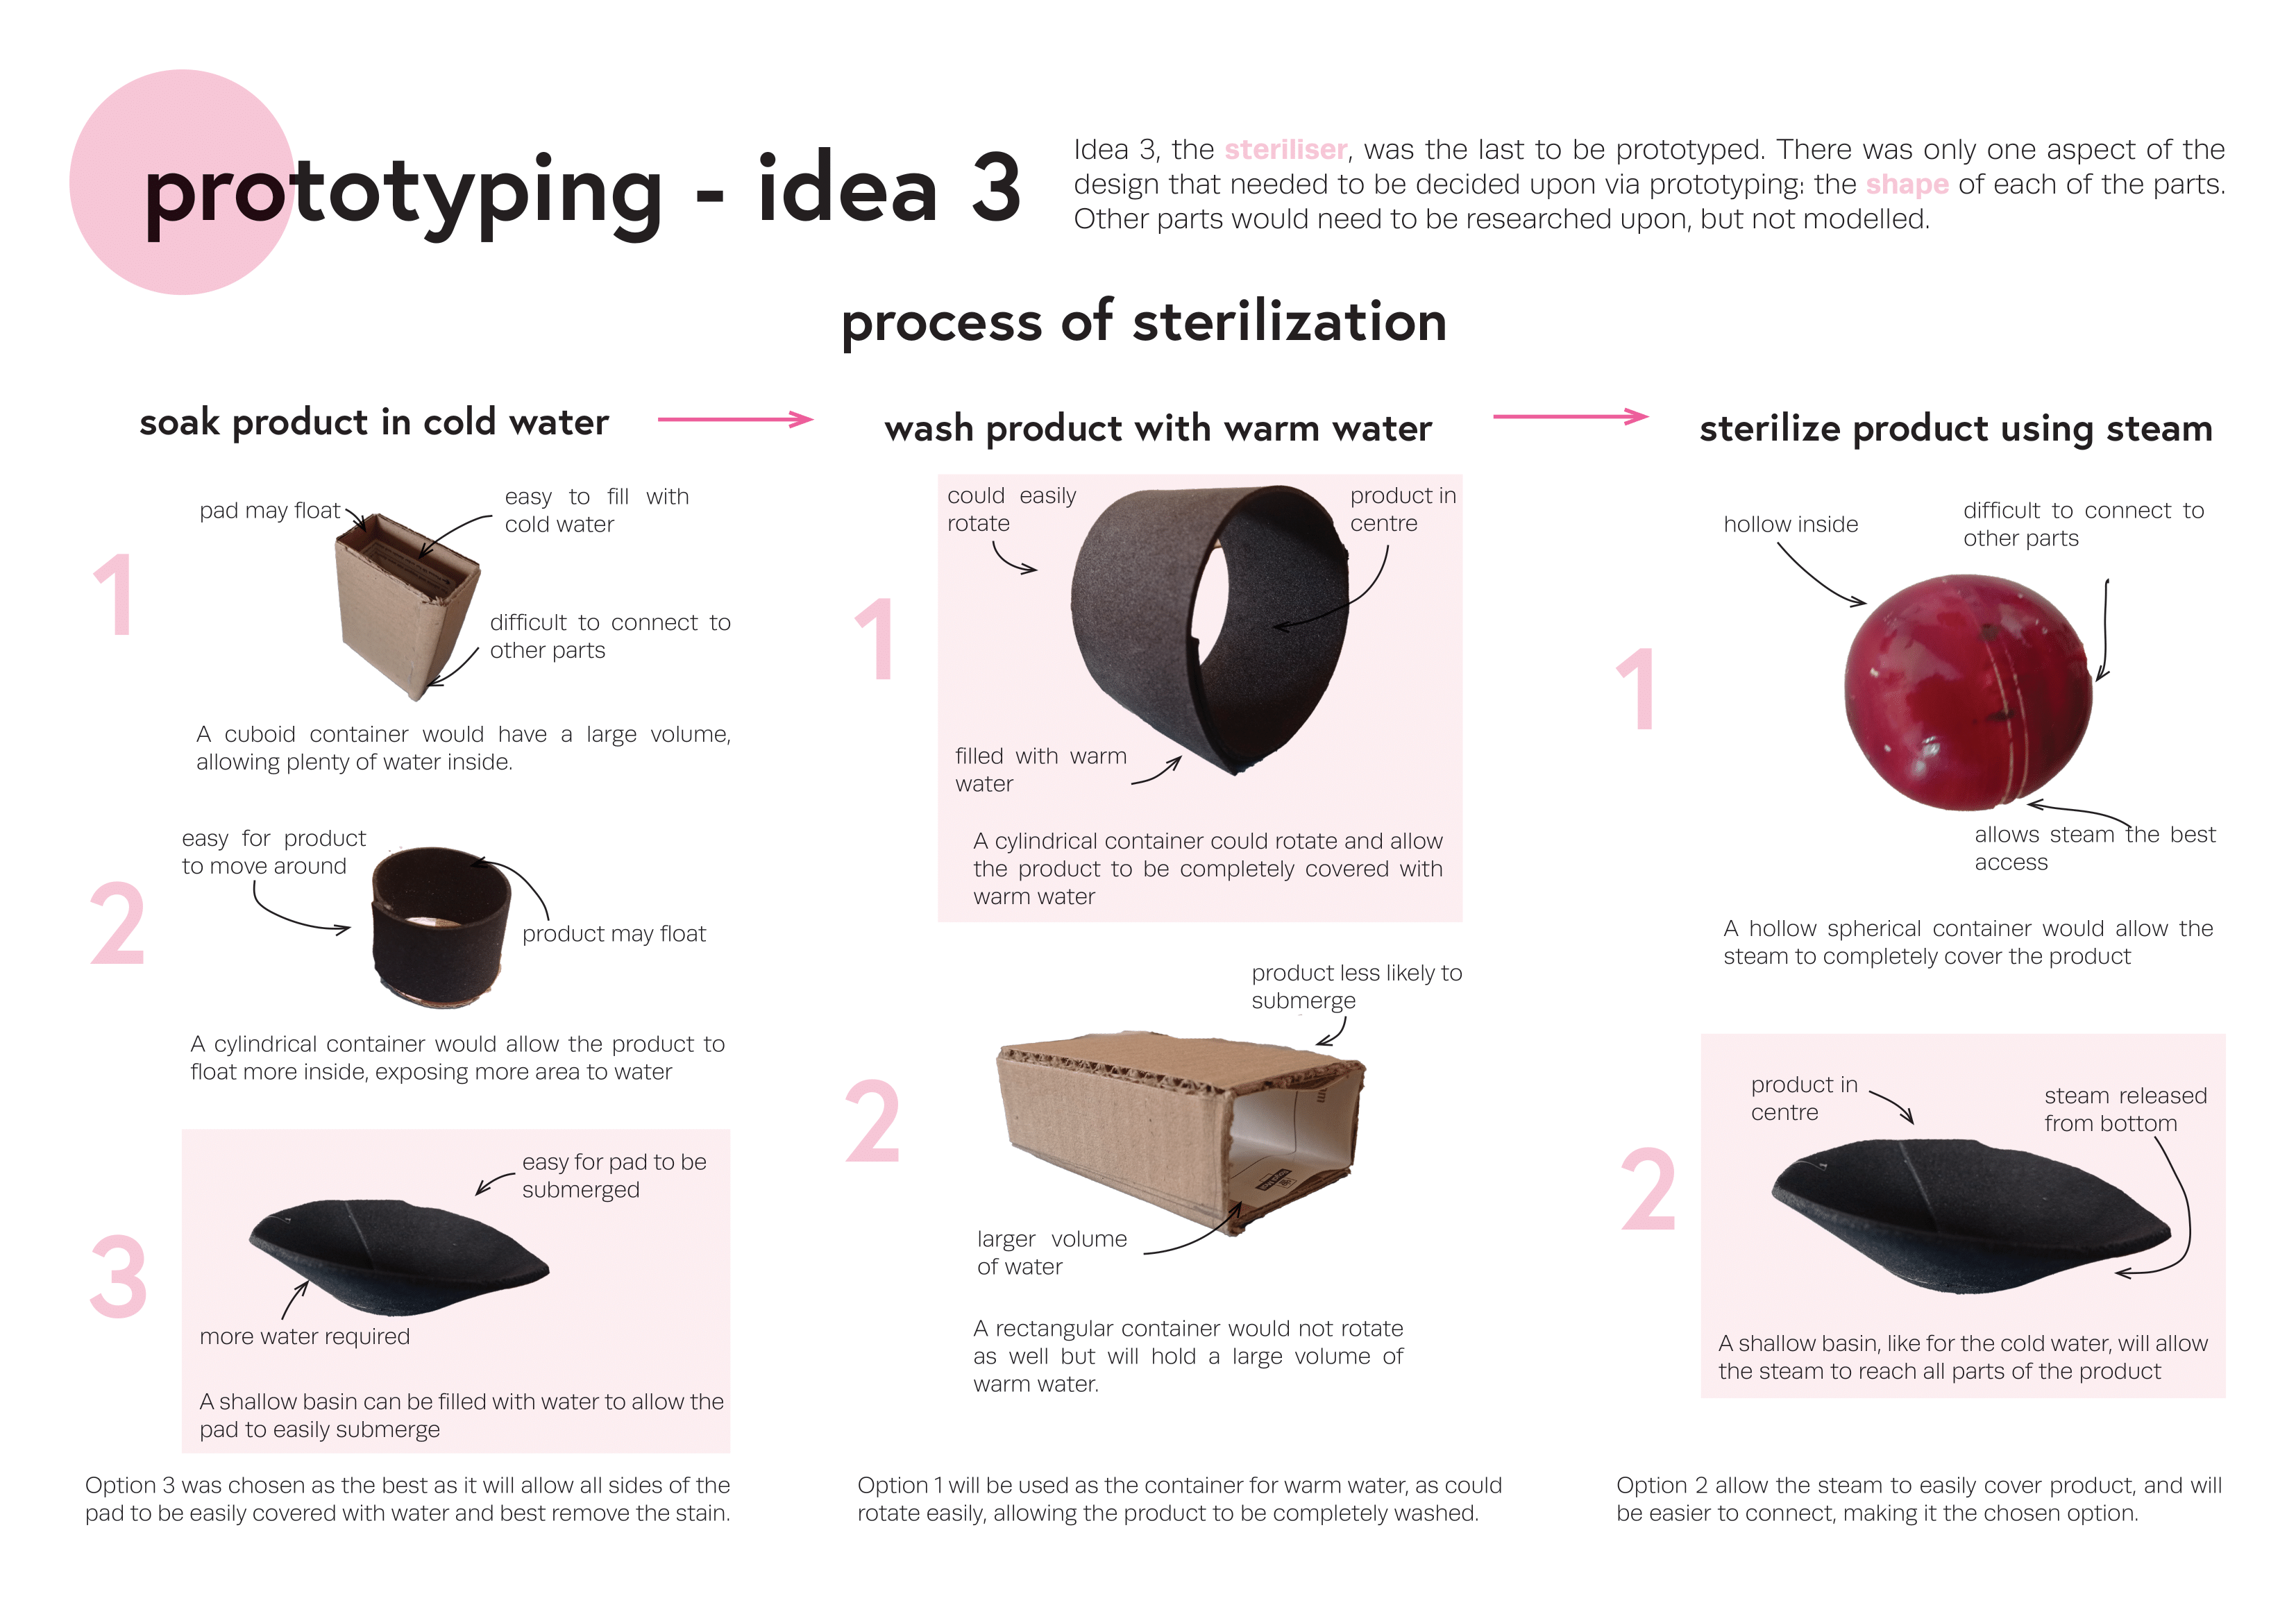 prototyping - idea 3
Idea 3, the steriliser, was the last to be prototyped. There was only one aspect of the
design that needed to be decided upon via prototyping: the shape of each of the parts.
Other parts would need to be researched upon, but not modelled.
process of sterilization
soak product in cold water
pad may float
easy to fill with
cold water
1
difficult to connect to
other parts
A cuboid container would have a large volume,
allowing plenty of water inside.
easy for product
to move around
2
product may float
A cylindrical container would allow the product to
float more inside, exposing more area to water
easy for pad to be
submerged
3
more water required
A shallow basin can be filled with water to allow the
pad to easily submerge
Option 3 was chosen as the best as it will allow all sides of the
pad to be easily covered with water and best remove the stain.
wash product with warm water
could easily
rotate
product in
centre
1
filled with warm
water
A cylindrical container could rotate and allow
the product to be completely covered with
warm water
product less likely to
submerge
2
larger volume
of water
A rectangular container would not rotate
as well but will hold a large volume of
warm water.
Option 1 will be used as the container for warm water, as could
rotate easily, allowing the product to be completely washed.
sterilize product using steam
hollow inside
difficult to connect to
other parts
1
allows steam the best
access
A hollow spherical container would allow the
steam to completely cover the product
product in
centre
steam released
from bottom
2
A shallow basin, like for the cold water, will allow
the steam to reach all parts of the product
Option 2 allow the steam to easily cover product, and will
be easier to connect, making it the chosen option.